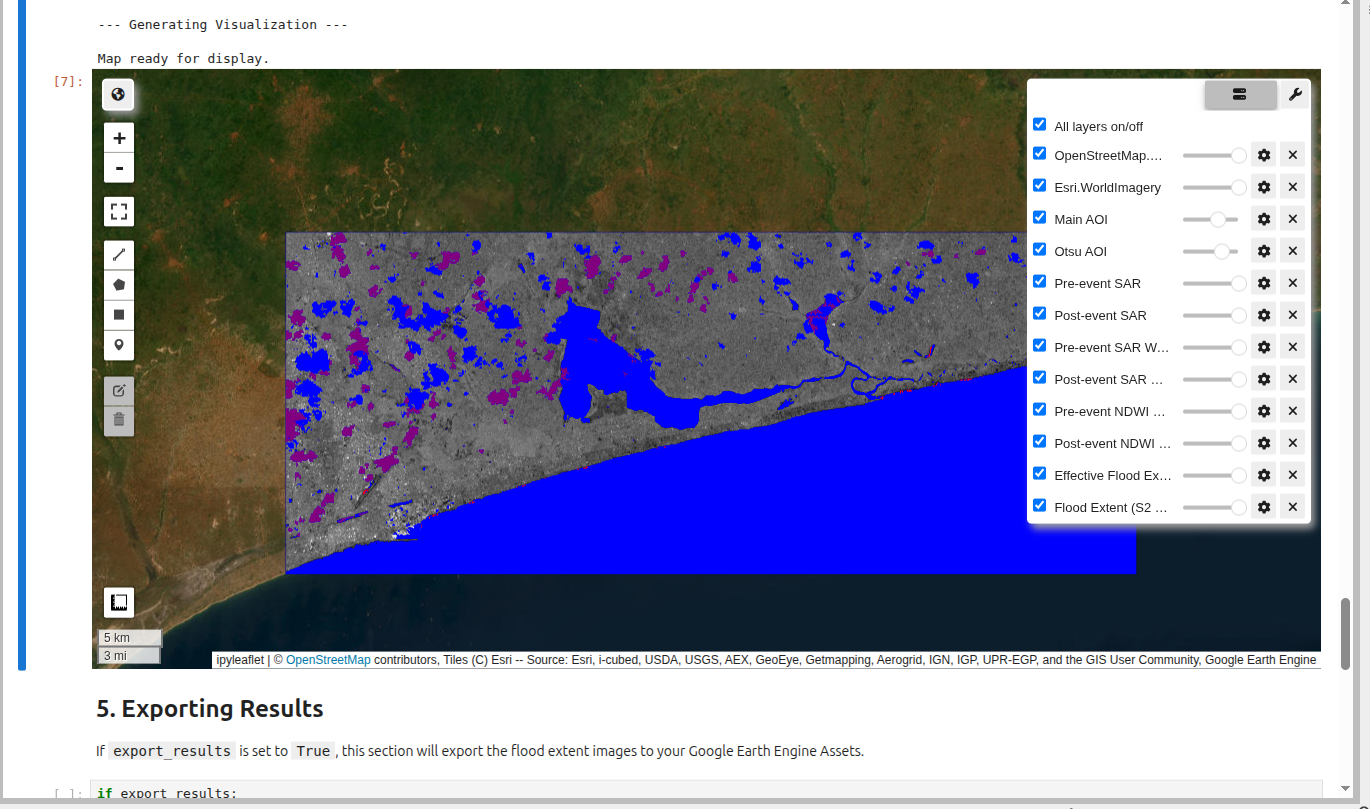 --- Generating Visualization ---
Map ready for display.
[7]:
+
-
All layers on/off
OpenStreetMap....
Esri.WorldImagery
Main AOI
Otsu AOI
Pre-event SAR
Post-event SAR
Pre-event SAR W...
Post-event SAR ...
Pre-event NDWI ...
Post-event NDWI ...
Effective Flood Ex...
Flood Extent (S2 ...
5 km
3 mi
ipyleaflet | © OpenStreetMap contributors, Tiles (C) Esri -- Source: Esri, i-cubed, USDA, USGS, AEX, GeoEye, Getmapping, Aerogrid, IGN, IGP, UPR-EGP, and the GIS User Community, Google Earth Engine
5. Exporting Results
If export_results is set to True, this section will export the flood extent images to your Google Earth Engine Assets.
[ ]:
if export_results: